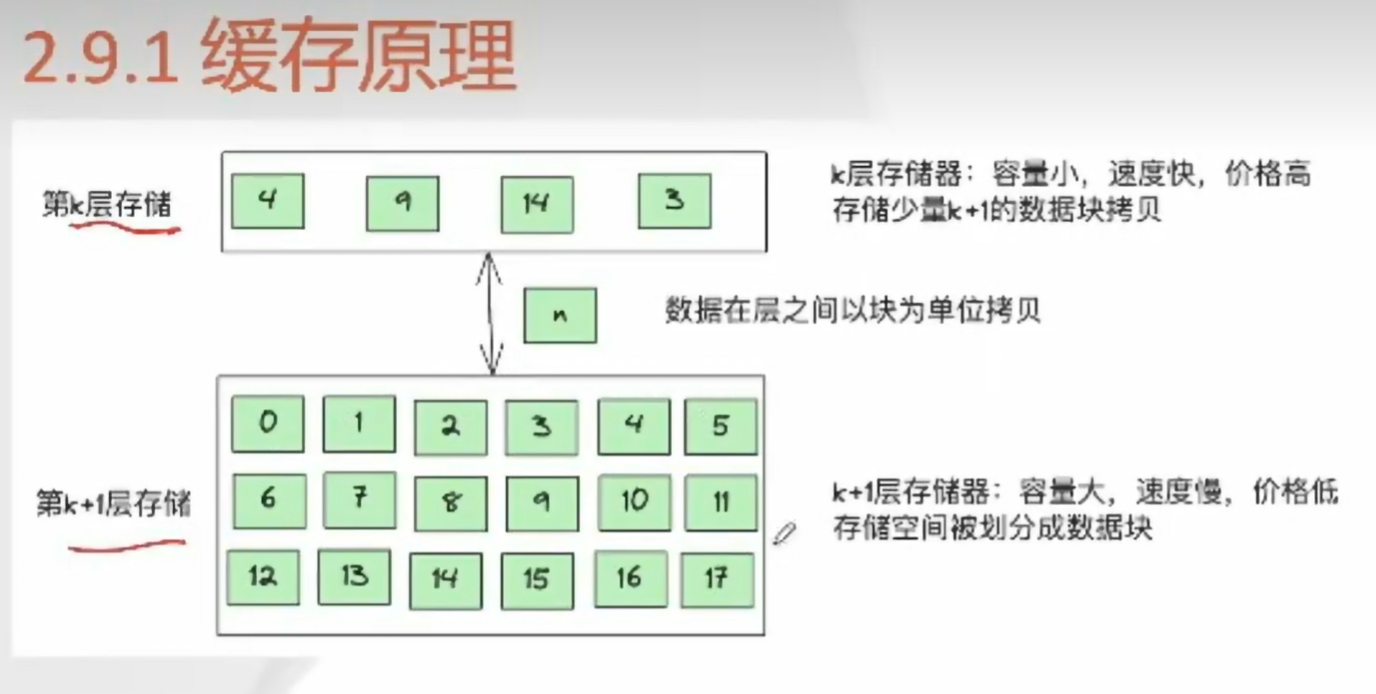 2.9.1 缓存原理
第k层存储
4 9 14 3
k层存储器：容量小，速度快，价格高
存储少量k+1的数据块拷贝
n
数据在层之间以块为单位拷贝
0 1 2 3 4 5
6 7 8 9 10 11
12 13 14 15 16 17
第k+1层存储
k+1层存储器：容量大，速度慢，价格低
存储空间被划分成数据块